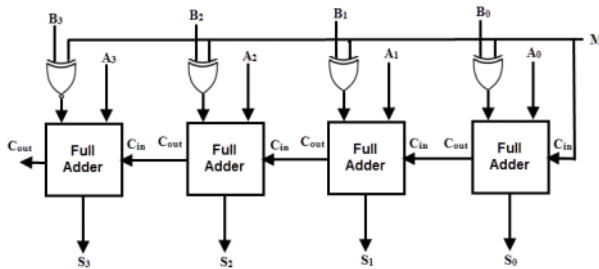 B3 B2 B1 B0
M
A3 A2 A1 A0
Cout Full Adder Cin Cout Full Adder Cin Cout Full Adder Cin Cout Full Adder Cin
S3 S2 S1 S0